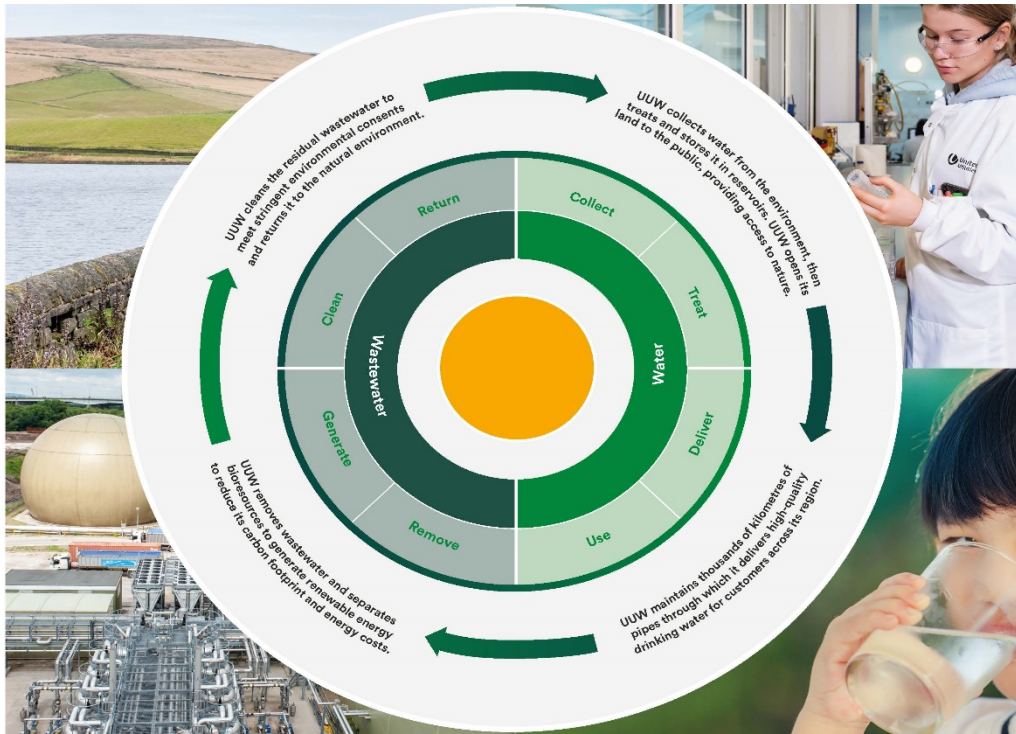 UUW collects water from the environment, then
treats and stores it in reservoirs. UUW opens its
land to the public, providing access to nature.
UUW maintains thousands of kilometres of
pipes through which it delivers high-quality
drinking water for customers across its region.
UUW removes wastewater and separates
bioresources to generate renewable energy
to reduce its carbon footprint and energy costs.
UUW cleans the residual wastewater to
meet stringent environmental consents
and returns it to the natural environment.
Collect
Treat
Deliver
Use
Remove
Generate
Clean
Return
Water
Wastewater